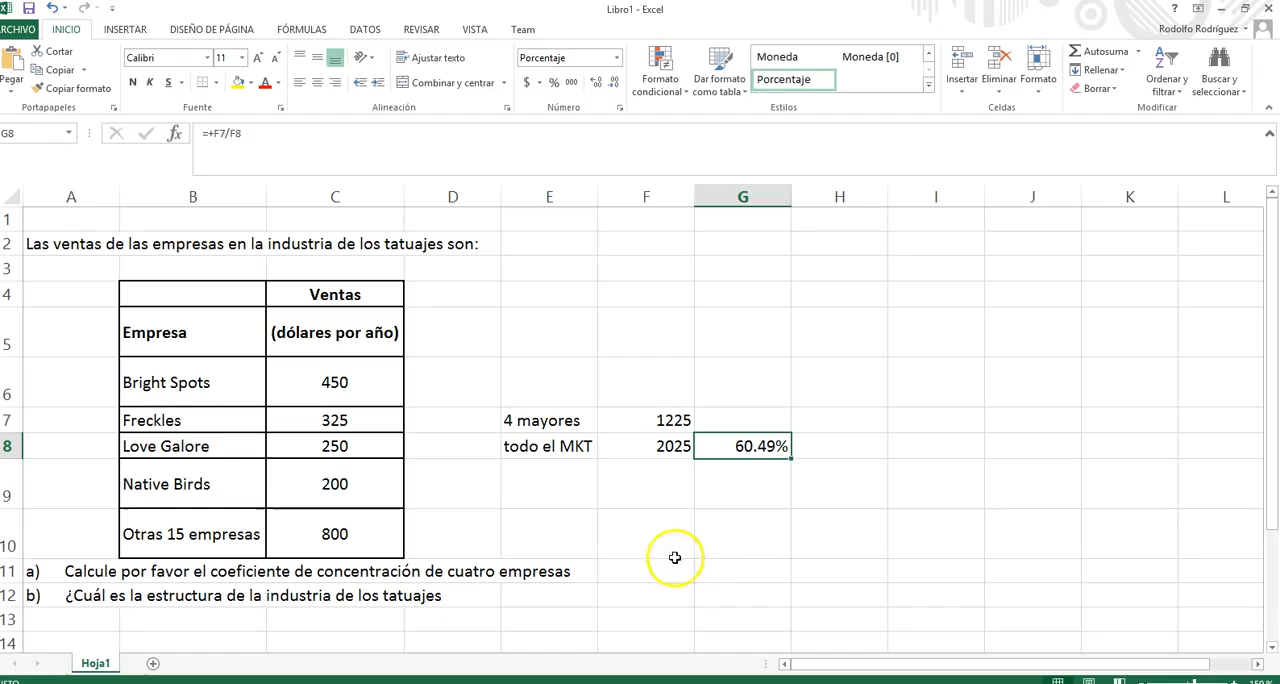 Libro1 - Excel
ARCHIVO INICIO INSERTAR DISEÑO DE PÁGINA FÓRMULAS DATOS REVISAR VISTA Team
Rodolfo Rodríguez
Pegar
Cortar
Copiar
Copiar formato
Portapapeles
Calibri 11
N K S
Fuente
Ajustar texto
Combinar y centrar
Alineación
Porcentaje
$ % 000
Número
Formato condicional
Dar formato como tabla
Moneda Moneda [0]
Porcentaje
Estilos
Insertar Eliminar Formato
Celdas
Autosuma
Rellenar
Borrar
Ordenar y filtrar
Buscar y seleccionar
Modificar
G8 fx =+F7/F8
A B C D E F G H I J K L
1
2 Las ventas de las empresas en la industria de los tatuajes son:
3
4 Ventas
5 Empresa (dólares por año)
6 Bright Spots 450
7 Freckles 325 4 mayores 1225
8 Love Galore 250 todo el MKT 2025 60.49%
9 Native Birds 200
10 Otras 15 empresas 800
11 a) Calcule por favor el coeficiente de concentración de cuatro empresas
12 b) ¿Cuál es la estructura de la industria de los tatuajes
13
14
Hoja1